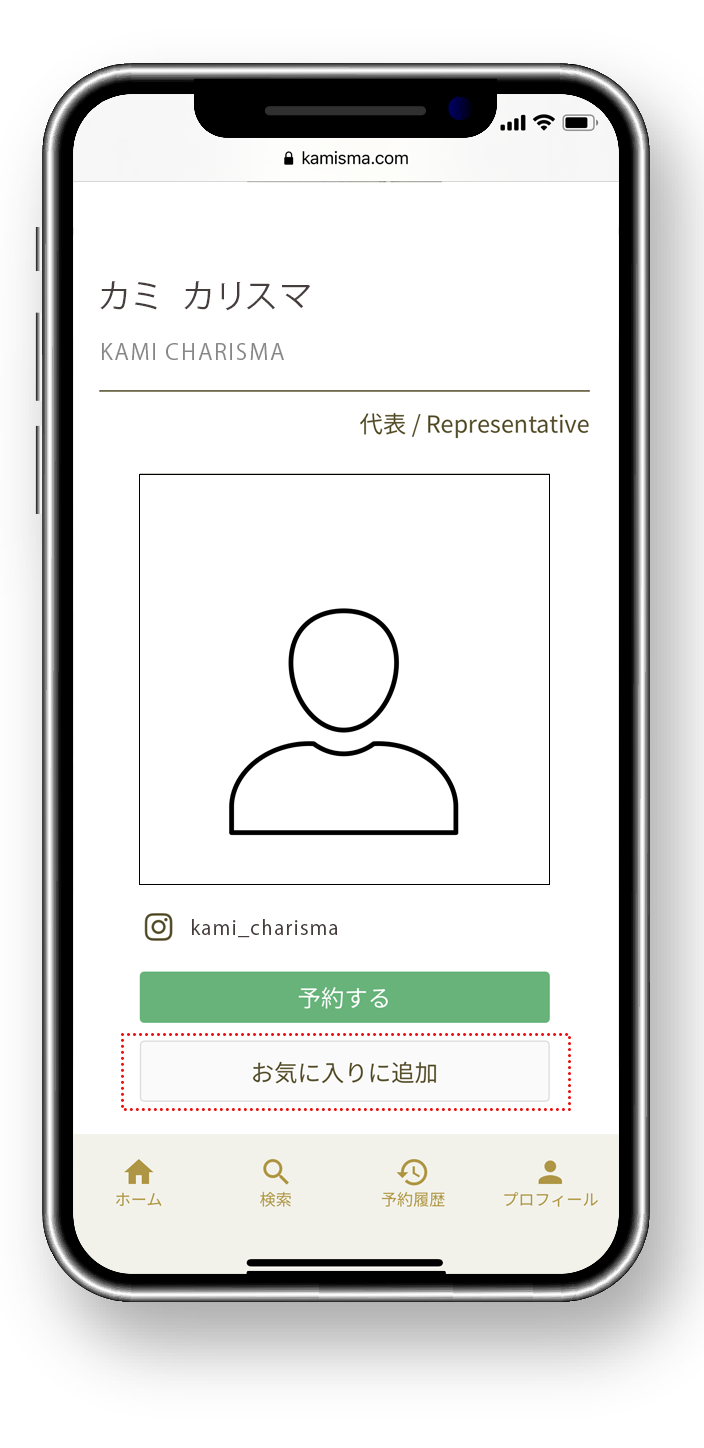 kamisma.com
カミ カリスマ
KAMI CHARISMA
代表 / Representative
kami_charisma
予約する
お気に入りに追加
ホーム 検索 予約履歴 プロフィール